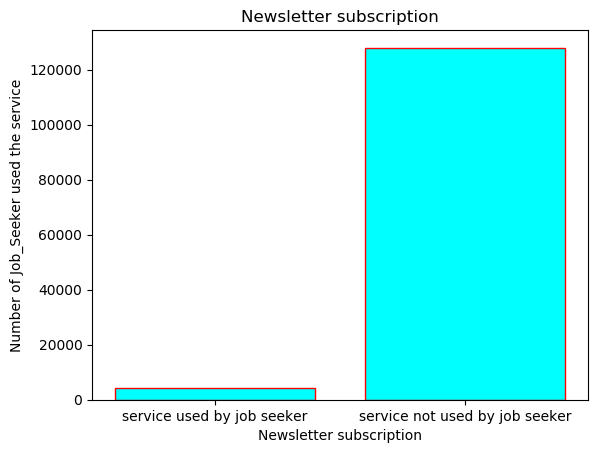 Newsletter subscription
Number of Job_Seeker used the service
120000
100000
80000
60000
40000
20000
0
service used by job seeker
service not used by job seeker
Newsletter subscription